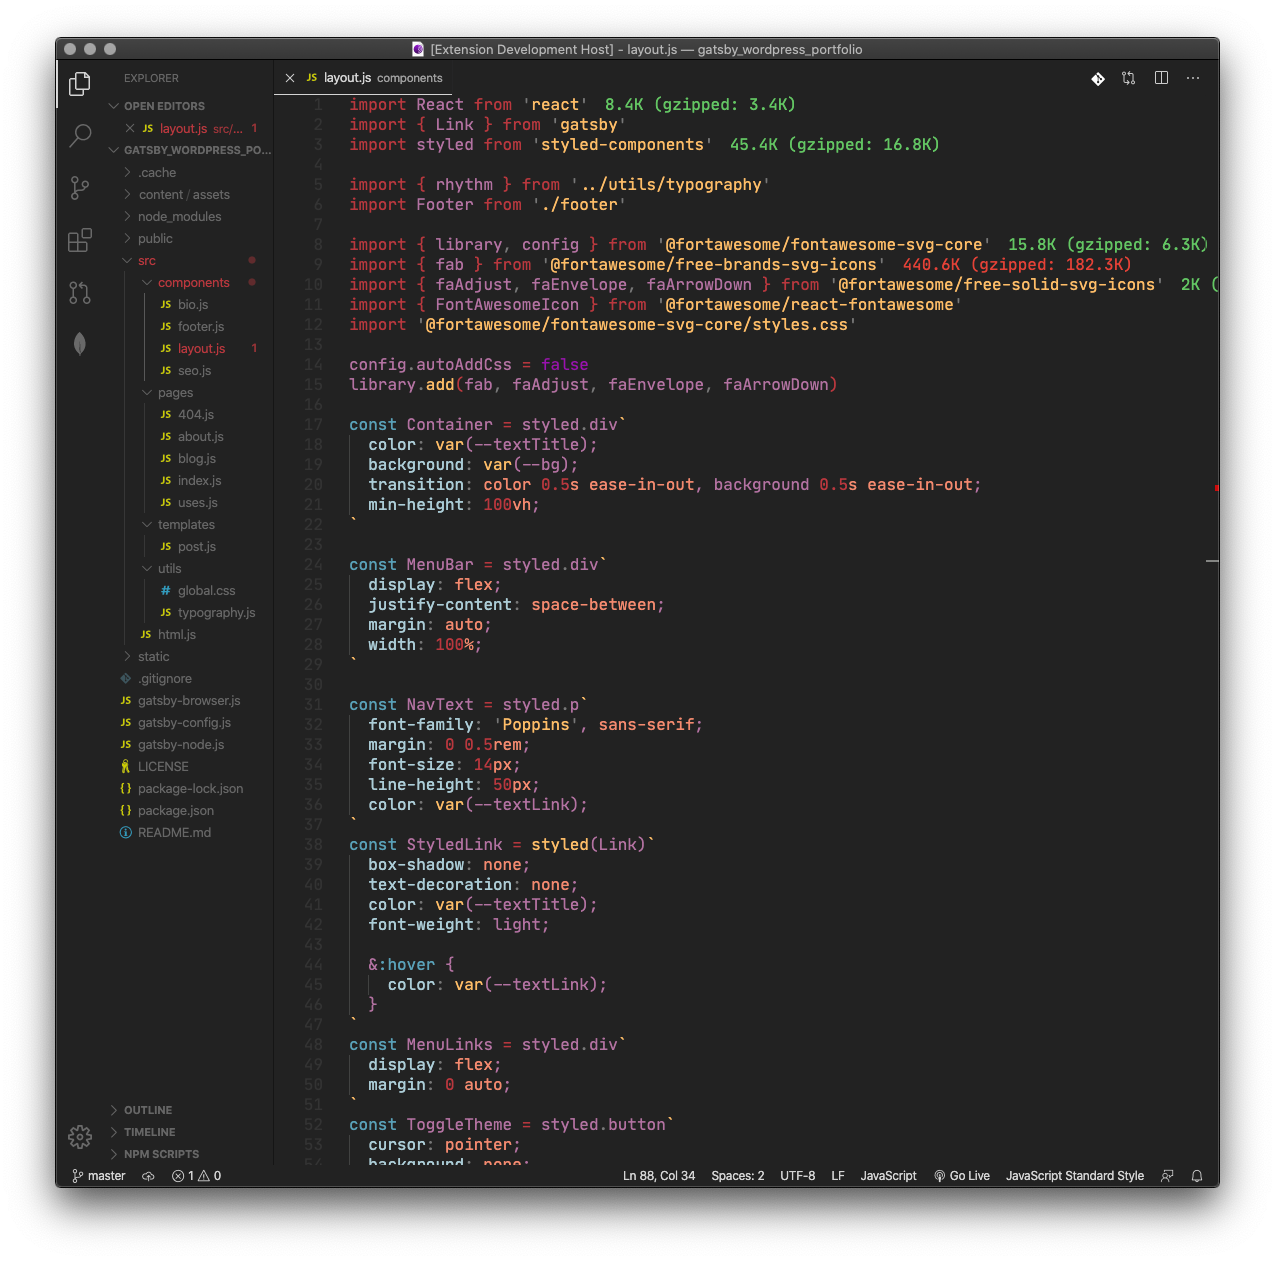 [Extension Development Host] - layout.js — gatsby_wordpress_portfolio
EXPLORER
OPEN EDITORS
JS layout.js src/... 1
GATSBY_WORDPRESS_PO...
.cache
content / assets
node_modules
public
src
components
JS bio.js
JS footer.js
JS layout.js 1
JS seo.js
pages
JS 404.js
JS about.js
JS blog.js
JS index.js
JS uses.js
templates
JS post.js
utils
# global.css
JS typography.js
JS html.js
static
.gitignore
JS gatsby-browser.js
JS gatsby-config.js
JS gatsby-node.js
LICENSE
{} package-lock.json
{} package.json
README.md
OUTLINE
TIMELINE
NPM SCRIPTS
JS layout.js components
1 import React from 'react' 8.4K (gzipped: 3.4K)
2 import { Link } from 'gatsby'
3 import styled from 'styled-components' 45.4K (gzipped: 16.8K)
4
5 import { rhythm } from '../utils/typography'
6 import Footer from './footer'
7
8 import { library, config } from '@fortawesome/fontawesome-svg-core' 15.8K (gzipped: 6.3K)
9 import { fab } from '@fortawesome/free-brands-svg-icons' 440.6K (gzipped: 182.3K)
10 import { faAdjust, faEnvelope, faArrowDown } from '@fortawesome/free-solid-svg-icons' 2K (
11 import { FontAwesomeIcon } from '@fortawesome/react-fontawesome'
12 import '@fortawesome/fontawesome-svg-core/styles.css'
13
14 config.autoAddCss = false
15 library.add(fab, faAdjust, faEnvelope, faArrowDown)
16
17 const Container = styled.div`
18 color: var(--textTitle);
19 background: var(--bg);
20 transition: color 0.5s ease-in-out, background 0.5s ease-in-out;
21 min-height: 100vh;
22 `
23
24 const MenuBar = styled.div`
25 display: flex;
26 justify-content: space-between;
27 margin: auto;
28 width: 100%;
29 `
30
31 const NavText = styled.p`
32 font-family: 'Poppins', sans-serif;
33 margin: 0 0.5rem;
34 font-size: 14px;
35 line-height: 50px;
36 color: var(--textLink);
37 `
38 const StyledLink = styled(Link)`
39 box-shadow: none;
40 text-decoration: none;
41 color: var(--textTitle);
42 font-weight: light;
43
44 &:hover {
45 color: var(--textLink);
46 }
47 `
48 const MenuLinks = styled.div`
49 display: flex;
50 margin: 0 auto;
51 `
52 const ToggleTheme = styled.button`
53 cursor: pointer;
54 background: none;
master 1 0 Ln 88, Col 34 Spaces: 2 UTF-8 LF JavaScript Go Live JavaScript Standard Style